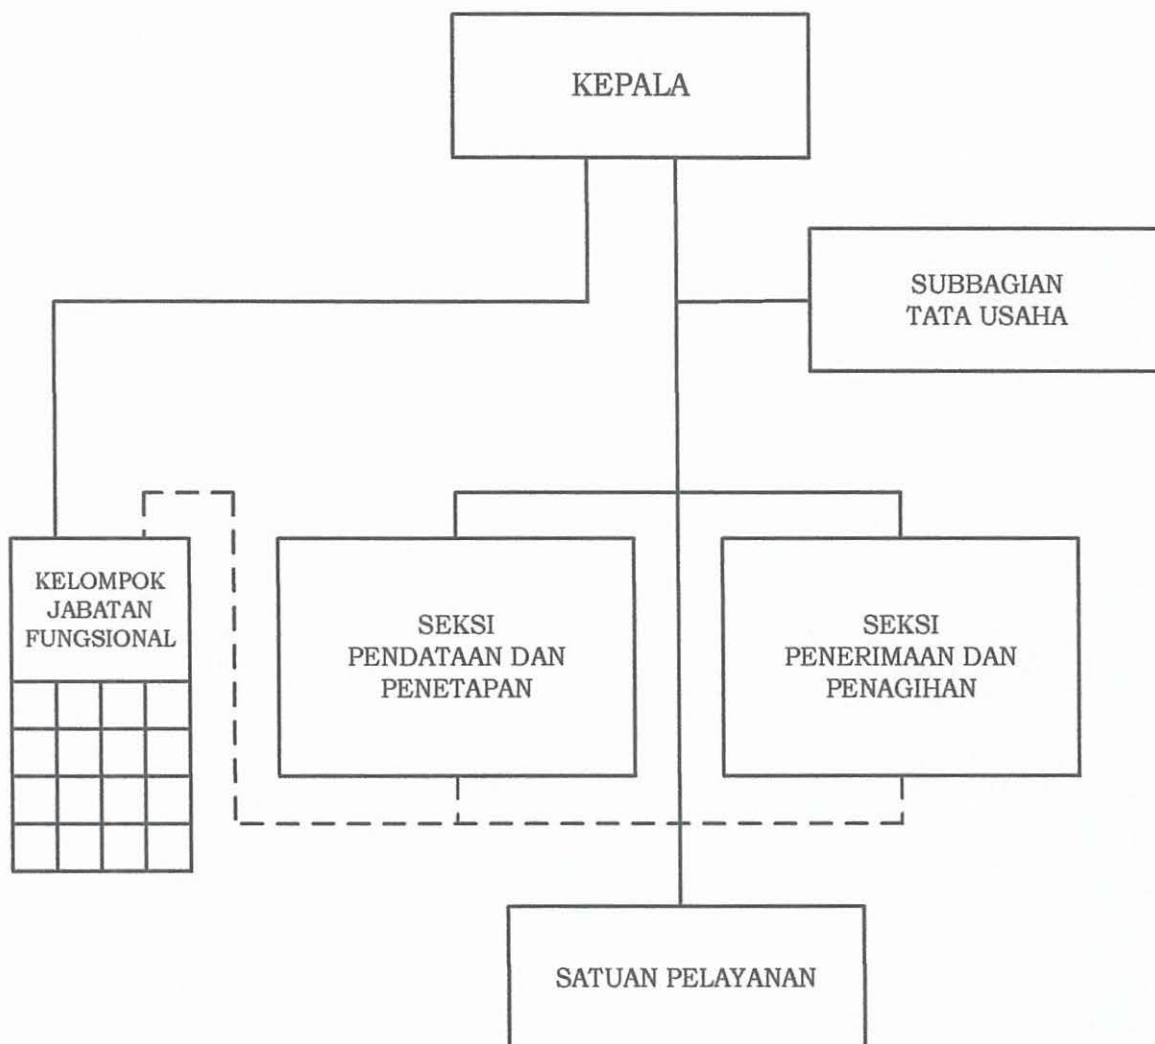 KEPALA
SUBBAGIAN
TATA USAHA
KELOMPOK
JABATAN
FUNGSIONAL
SEKSI
PENDATAAN DAN
PENETAPAN
SEKSI
PENERIMAAN DAN
PENAGIHAN
SATUAN PELAYANAN